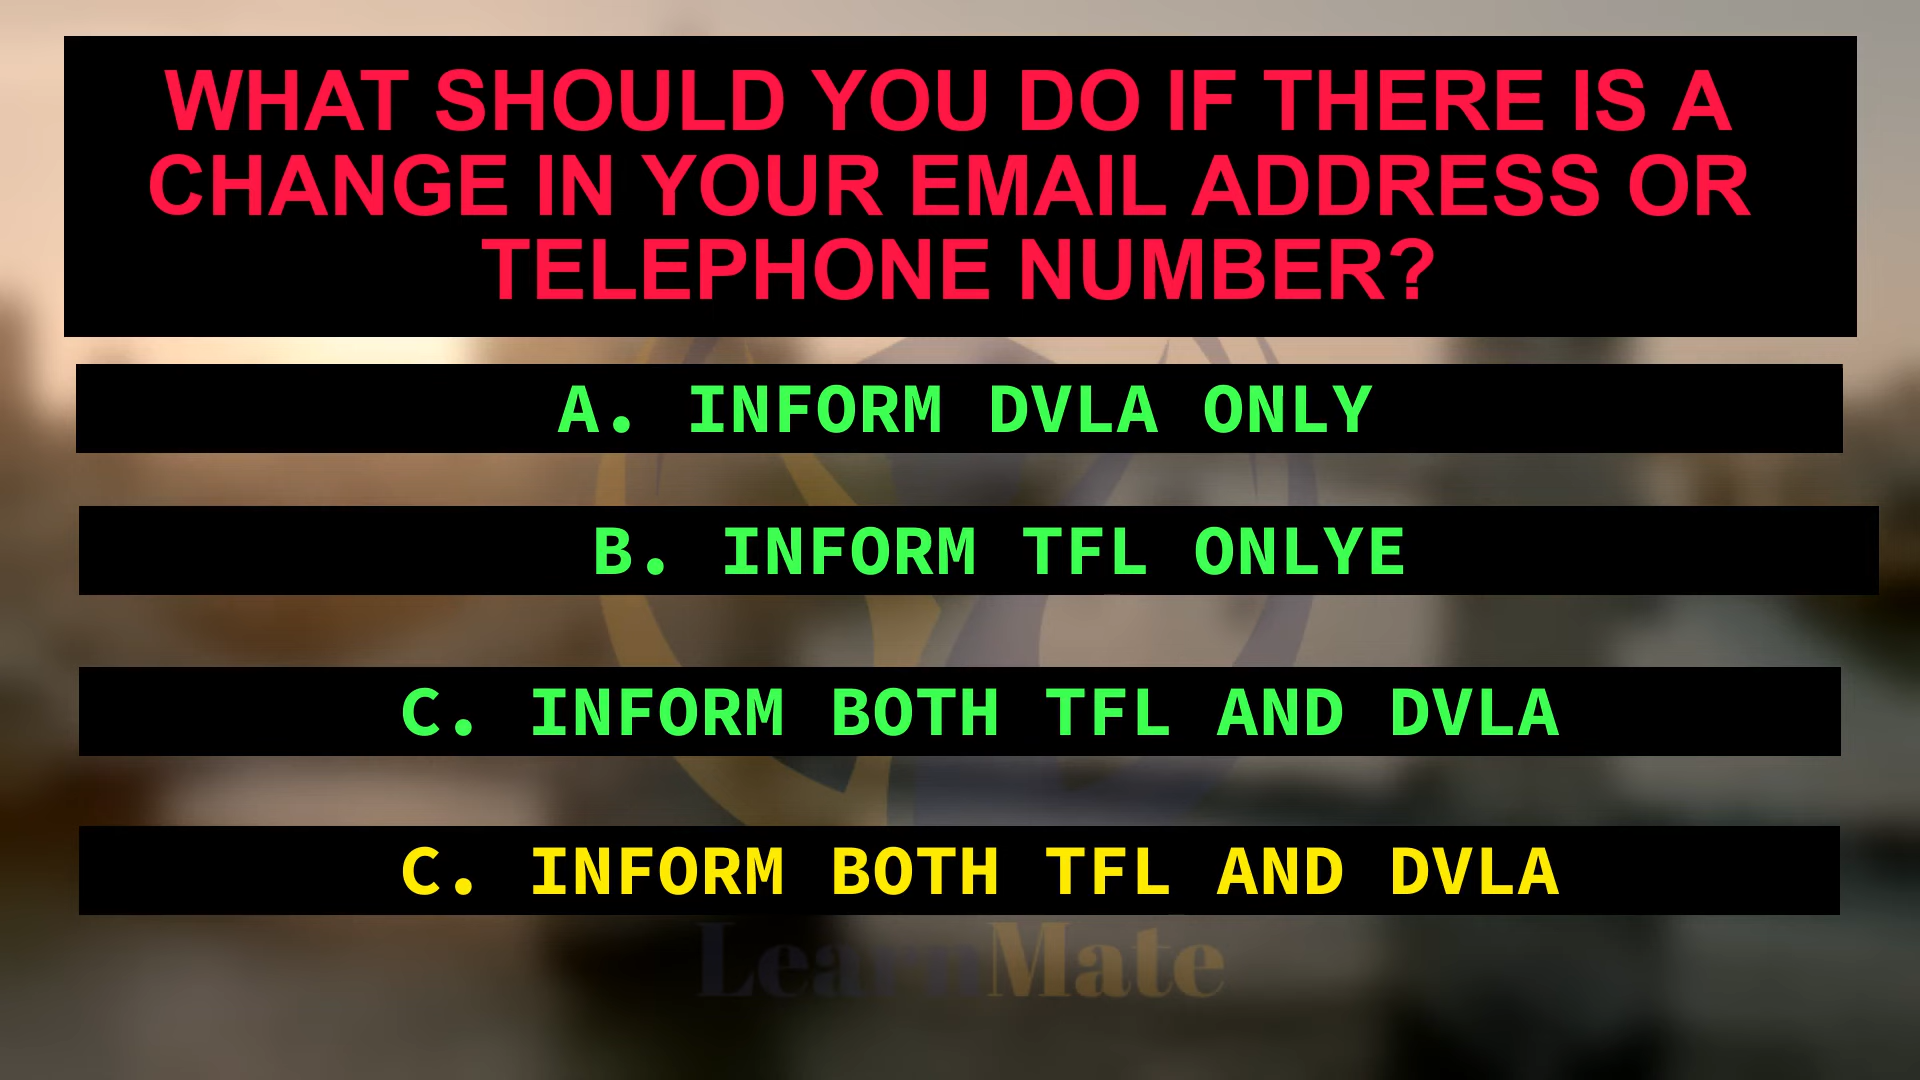 WHAT SHOULD YOU DO IF THERE IS A
CHANGE IN YOUR EMAIL ADDRESS OR
TELEPHONE NUMBER?
A. INFORM DVLA ONLY
B. INFORM TFL ONLYE
C. INFORM BOTH TFL AND DVLA
C. INFORM BOTH TFL AND DVLA
LearnMate